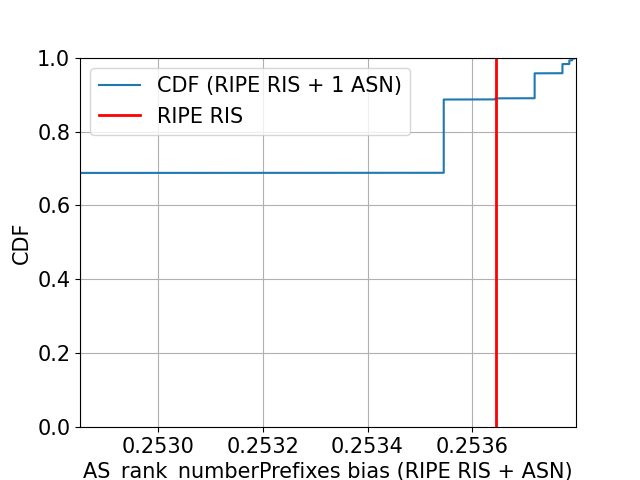 CDF (RIPE RIS + 1 ASN)
RIPE RIS
1.0
0.8
0.6
0.4
0.2
0.0
CDF
0.2530 0.2532 0.2534 0.2536
AS_rank_numberPrefixes bias (RIPE RIS + ASN)